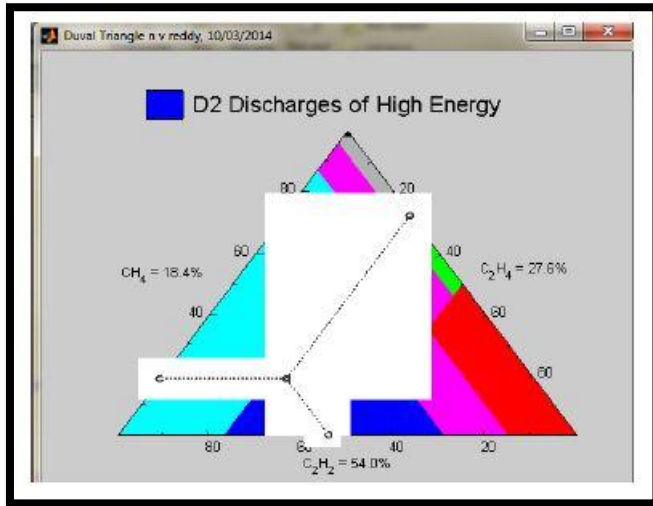 Duval Triangle n v reddy, 10/03/2014
D2 Discharges of High Energy
80
20
60
40
CH₄ = 18.4%
C₂H₄ = 27.6%
40
60
80
80
40
20
C₂H₂ = 54.0%